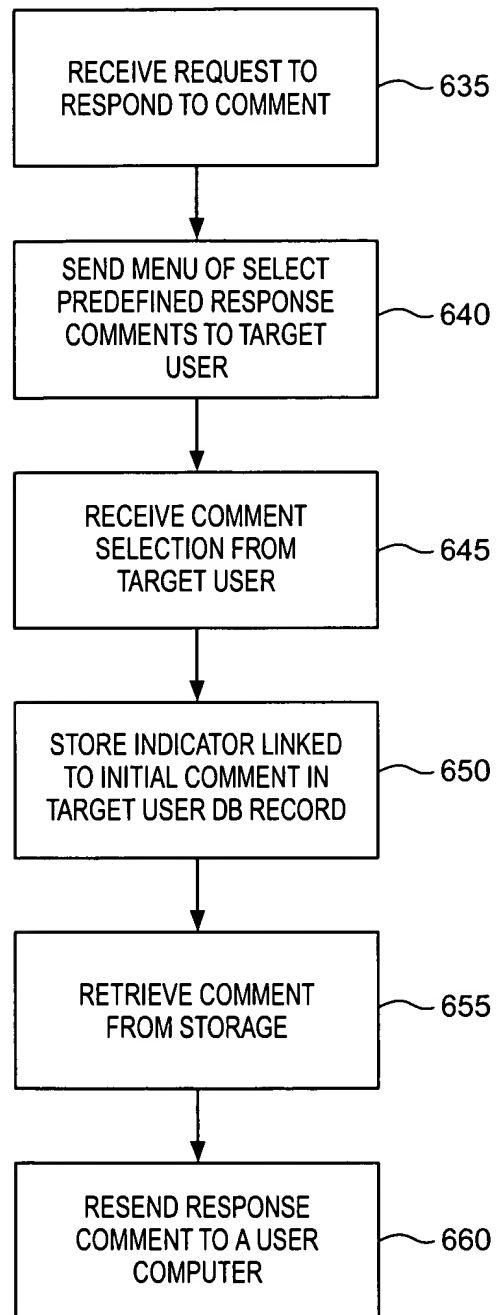 RECEIVE REQUEST TO
RESPOND TO COMMENT
635
SEND MENU OF SELECT
PREDEFINED RESPONSE
COMMENTS TO TARGET
USER
640
RECEIVE COMMENT
SELECTION FROM
TARGET USER
645
STORE INDICATOR LINKED
TO INITIAL COMMENT IN
TARGET USER DB RECORD
650
RETRIEVE COMMENT
FROM STORAGE
655
RESEND RESPONSE
COMMENT TO A USER
COMPUTER
660